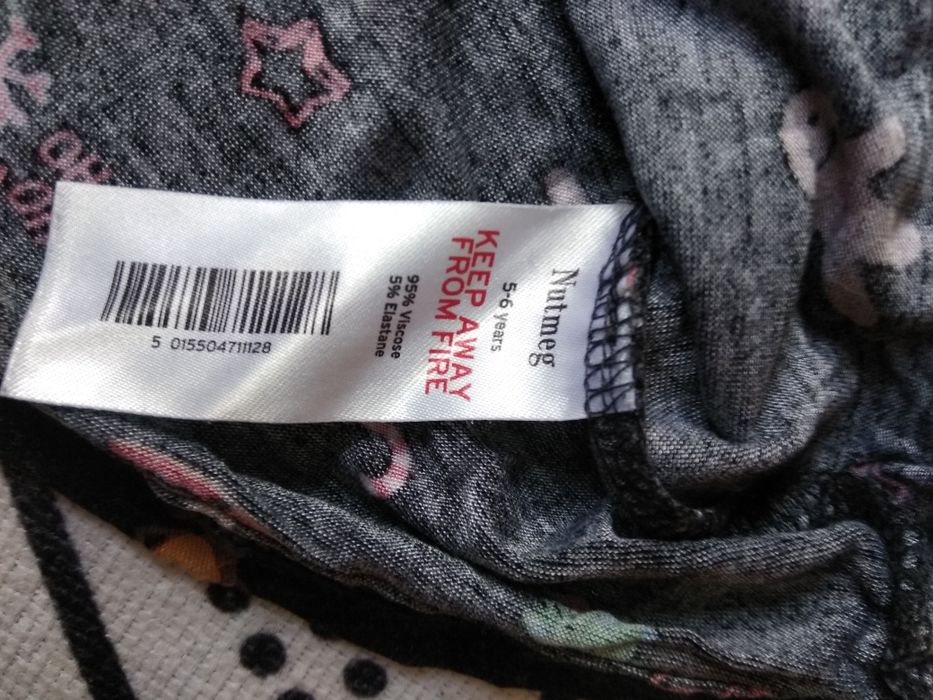 Nutmeg
5-6 years
KEEP AWAY
FROM FIRE
95% Viscose
5% Elastane
5 015504711128